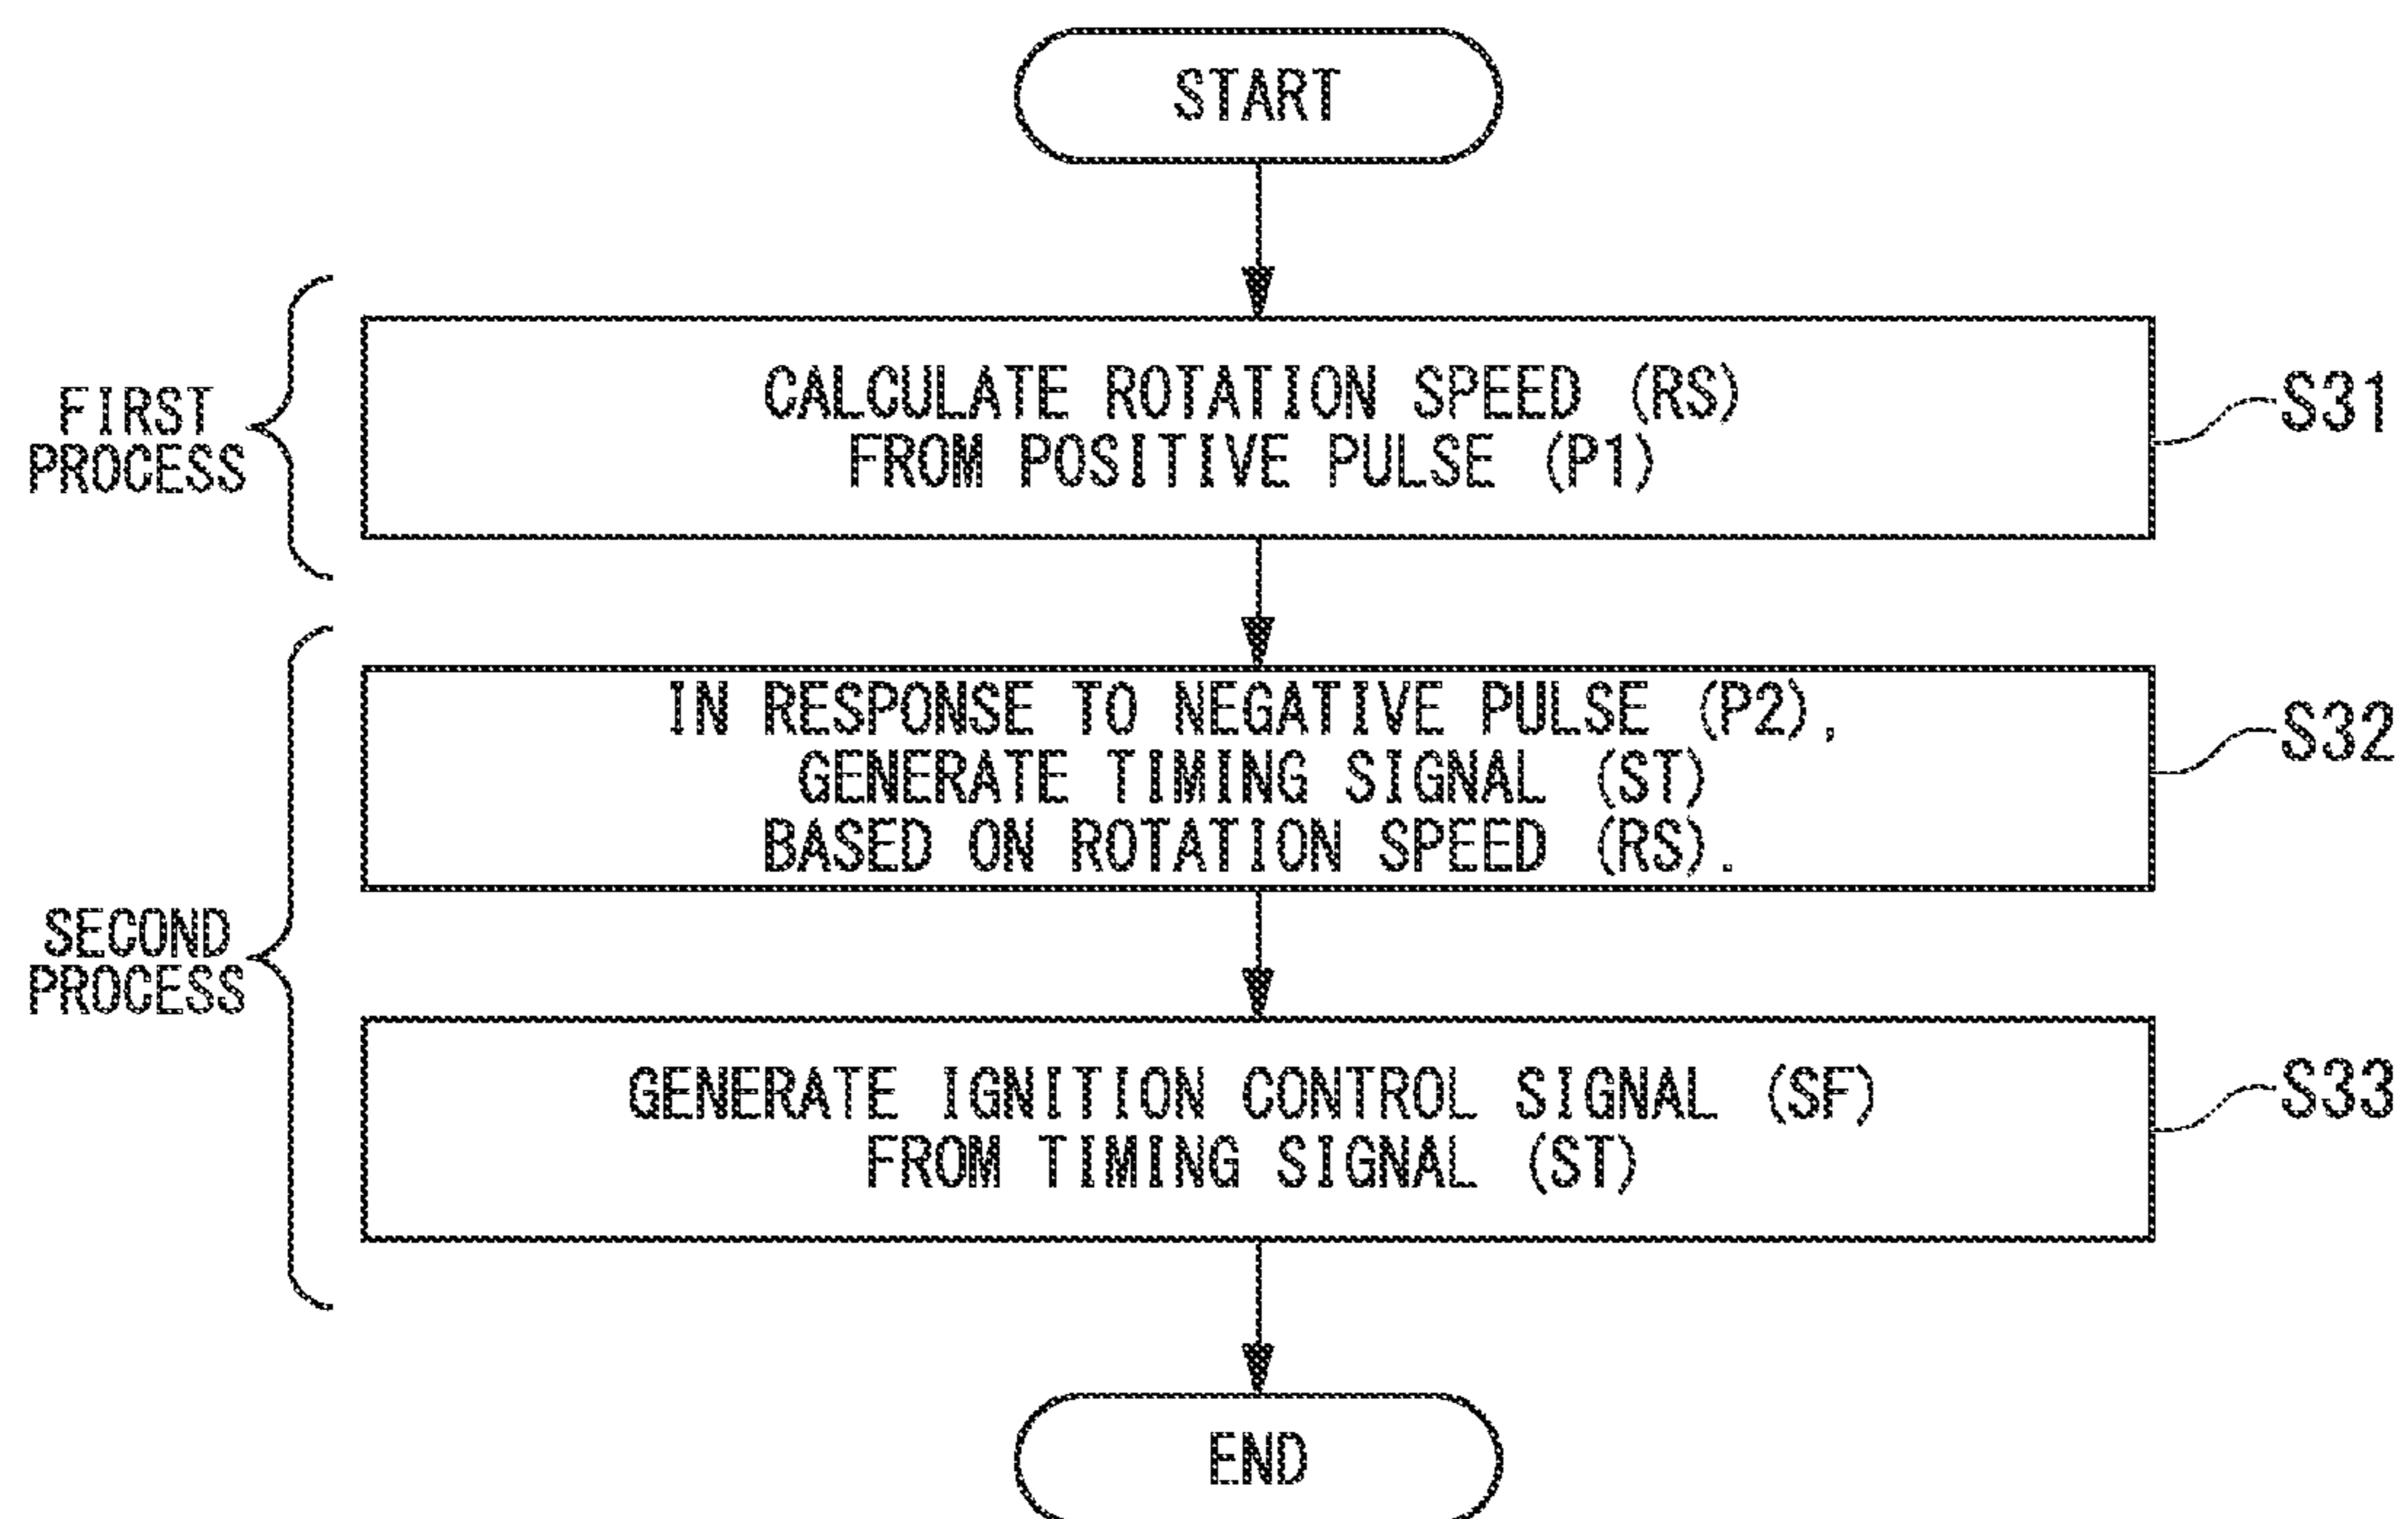 START
FIRST
PROCESS
CALCULATE ROTATION SPEED (RS)
FROM POSITIVE PULSE (P1)
S31
SECOND
PROCESS
IN RESPONSE TO NEGATIVE PULSE (P2),
GENERATE TIMING SIGNAL (ST)
BASED ON ROTATION SPEED (RS).
S32
GENERATE IGNITION CONTROL SIGNAL (SF)
FROM TIMING SIGNAL (ST)
S33
END